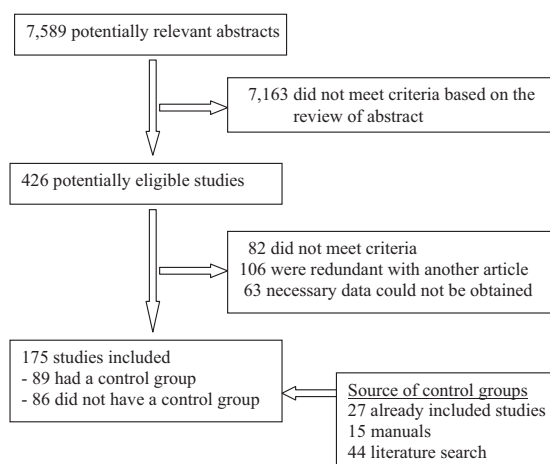 7,589 potentially relevant abstracts
7,163 did not meet criteria based on the
review of abstract
426 potentially eligible studies
82 did not meet criteria
106 were redundant with another article
63 necessary data could not be obtained
175 studies included
- 89 had a control group
- 86 did not have a control group
Source of control groups
27 already included studies
15 manuals
44 literature search